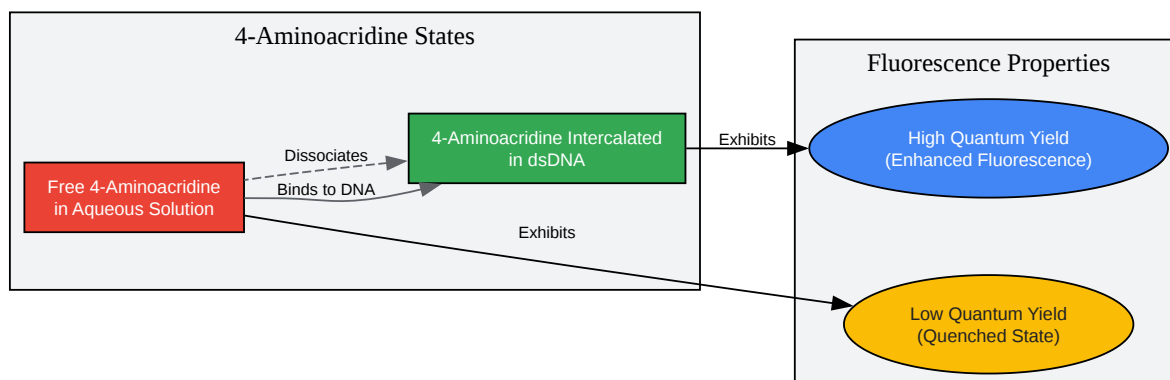 4-Aminoacridine States
Fluorescence Properties
4-Aminoacridine Intercalated
in dsDNA
Exhibits
High Quantum Yield
(Enhanced Fluorescence)
Dissociates
Free 4-Aminoacridine
in Aqueous Solution
Binds to DNA
Exhibits
Low Quantum Yield
(Quenched State)